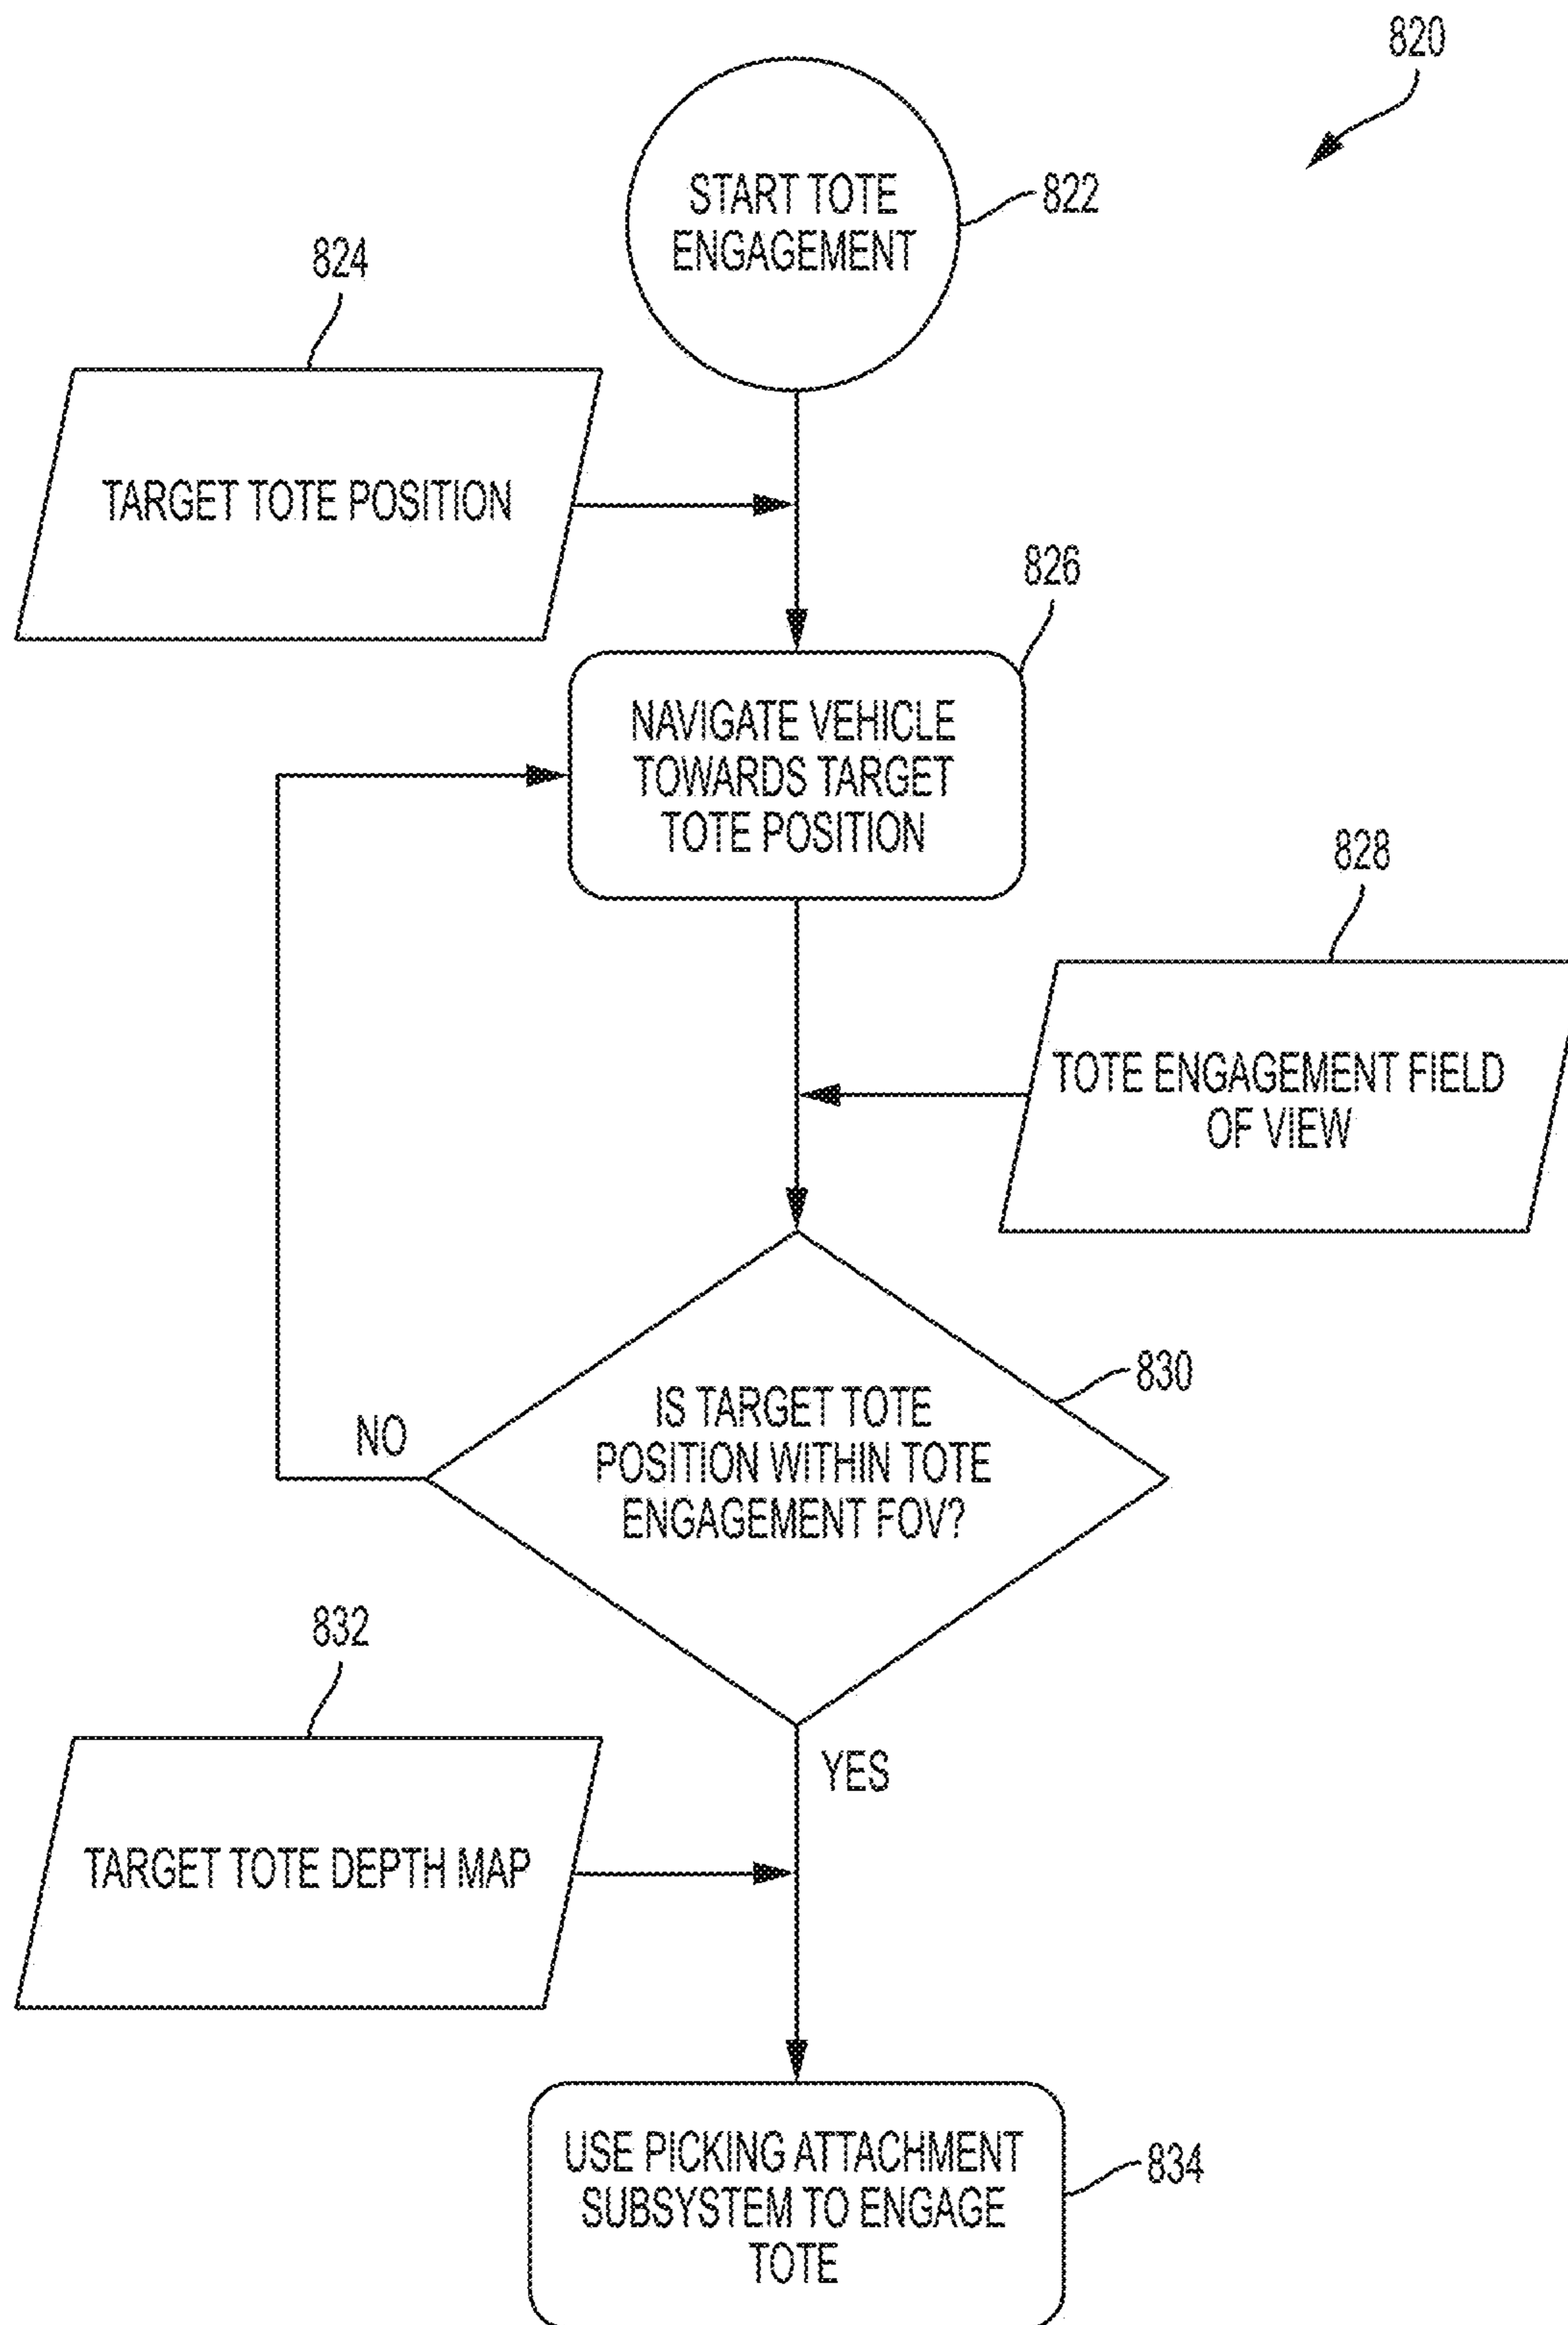 820
START TOTE
ENGAGEMENT
822
824
TARGET TOTE POSITION
826
NAVIGATE VEHICLE
TOWARDS TARGET
TOTE POSITION
828
TOTE ENGAGEMENT FIELD
OF VIEW
830
IS TARGET TOTE
POSITION WITHIN TOTE
ENGAGEMENT FOV?
NO
832
YES
TARGET TOTE DEPTH MAP
USE PICKING ATTACHMENT
SUBSYSTEM TO ENGAGE
TOTE
834